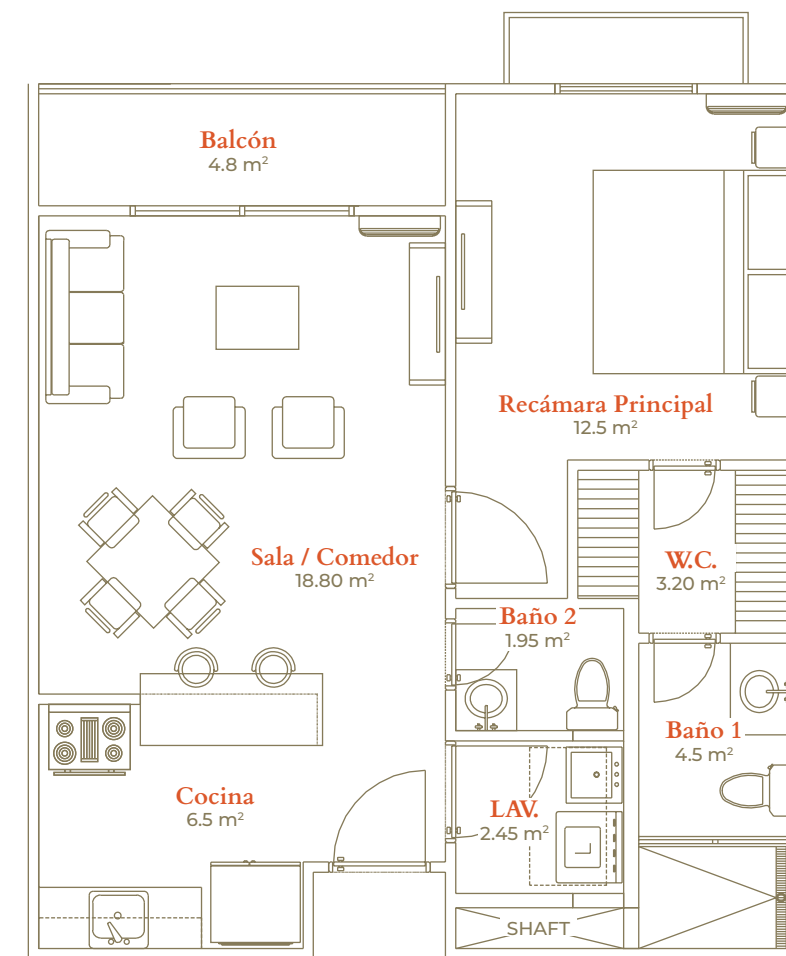 Balcón
4.8 m²
Recámara Principal
12.5 m²
Sala / Comedor
18.80 m²
W.C.
3.20 m²
Baño 2
1.95 m²
Baño 1
4.5 m²
Cocina
6.5 m²
LAV.
2.45 m²
SHAFT